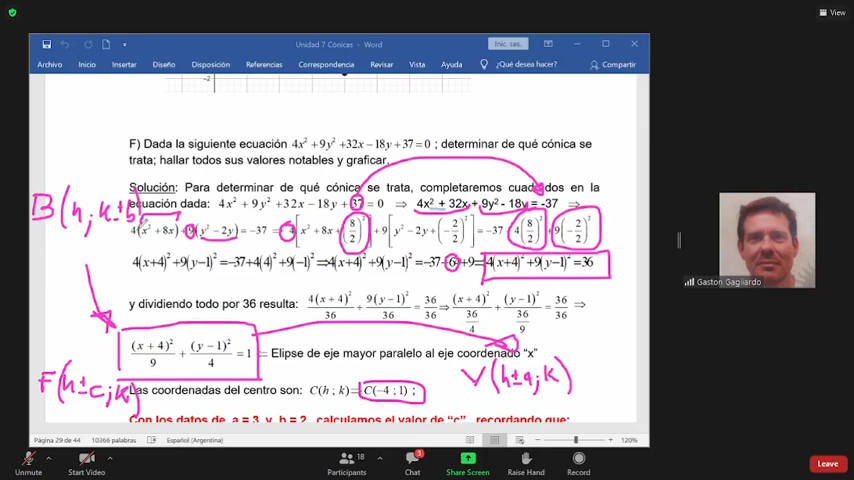 View
Unidad 7 Cónicas - Word
Inic. ses.
Archivo Inicio Insertar Diseño Disposición Referencias Correspondencia Revisar Vista Ayuda ¿Qué desea hacer? Compartir
−2
F) Dada la siguiente ecuación 4x² + 9y² +32x −18y +37 = 0 ; determinar de qué cónica se
trata; hallar todos sus valores notables y graficar.
Solución: Para determinar de qué cónica se trata, completaremos cuadrados en la
ecuación dada: 4x² + 9y² +32x −18y +37 = 0 ⇒ 4x² + 32x + 9y² - 18y = -37 ⇒
B(h; k±b)
4(x² + 8x) + 9(y² − 2y) = −37 ⇒ 4[x² + 8x + (8/2)²] + 9[y² − 2y + (−2/2)²] = −37 + 4(8/2)² + 9(−2/2)²
4(x+4)² + 9(y−1)² = −37 + 4(4)² + 9(−1)² ⇒ 4(x+4)² + 9(y−1)² = −37 + 64 + 9 ⇒ 4(x+4)² + 9(y−1)² = 36
y dividiendo todo por 36 resulta: 4(x+4)²/36 + 9(y−1)²/36 = 36/36 ⇒ (x+4)²/(36/4) + (y−1)²/(36/9) = 36/36 ⇒
(x+4)²/9 + (y−1)²/4 = 1 = Elipse de eje mayor paralelo al eje coordenado “x”
F(h±c; k)
V(h±a; k)
Las coordenadas del centro son: C(h ; k) = C(−4 ; 1) ;
Con los datos de a = 3 y b = 2 calculamos el valor de “c”, recordando que:
Página 29 de 44 10366 palabras Español (Argentina) 120%
Gaston Gagliardo
Unmute Start Video Participants 18 Chat 3 Share Screen Raise Hand Record Leave